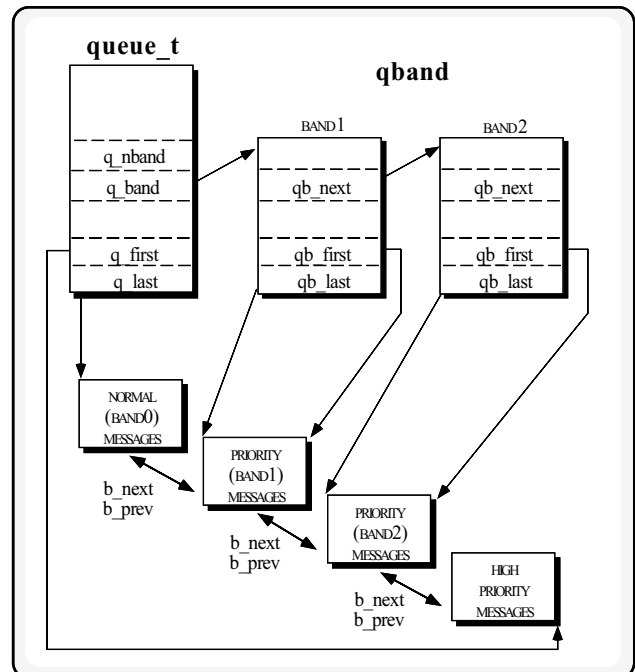 queue_t
qband
BAND1
BAND2
q_nband
q_band
q_first
q_last
qb_next
qb_first
qb_last
qb_next
qb_first
qb_last
NORMAL
(BAND0)
MESSAGES
b_next
b_prev
PRIORITY
(BAND1)
MESSAGES
b_next
b_prev
PRIORITY
(BAND2)
MESSAGES
b_next
b_prev
HIGH
PRIORITY
MESSAGES